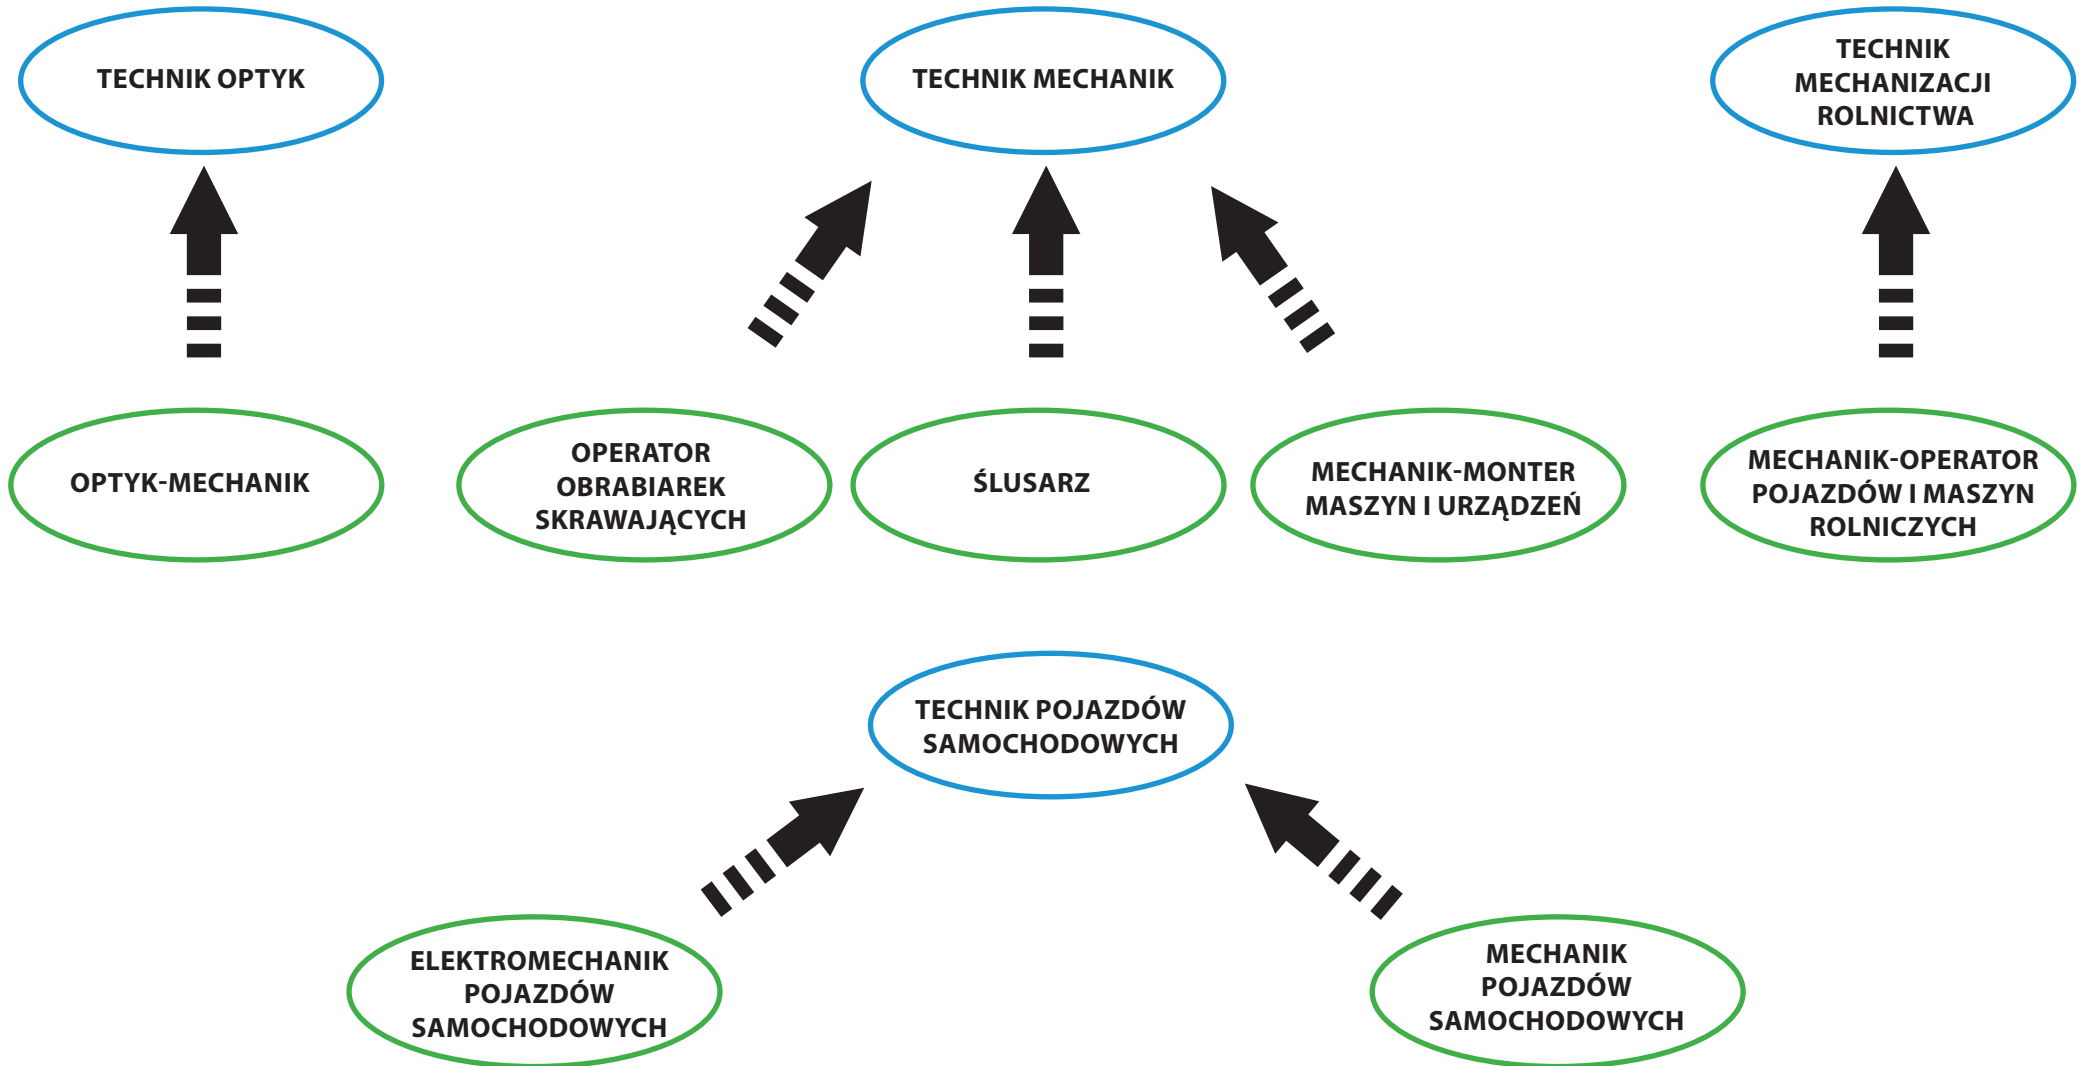 TECHNIK OPTYK
TECHNIK MECHANIK
TECHNIK
MECHANIZACJI
ROLNICTWA
OPTYK-MECHANIK
OPERATOR
OBRABIAREK
SKRAWAJĄCYCH
ŚLUSARZ
MECHANIK-MONTER
MASZYN I URZĄDZEŃ
MECHANIK-OPERATOR
POJAZDÓW I MASZYN
ROLNICZYCH
TECHNIK POJAZDÓW
SAMOCHODOWYCH
ELEKTROMECHANIK
POJAZDÓW
SAMOCHODOWYCH
MECHANIK
POJAZDÓW
SAMOCHODOWYCH